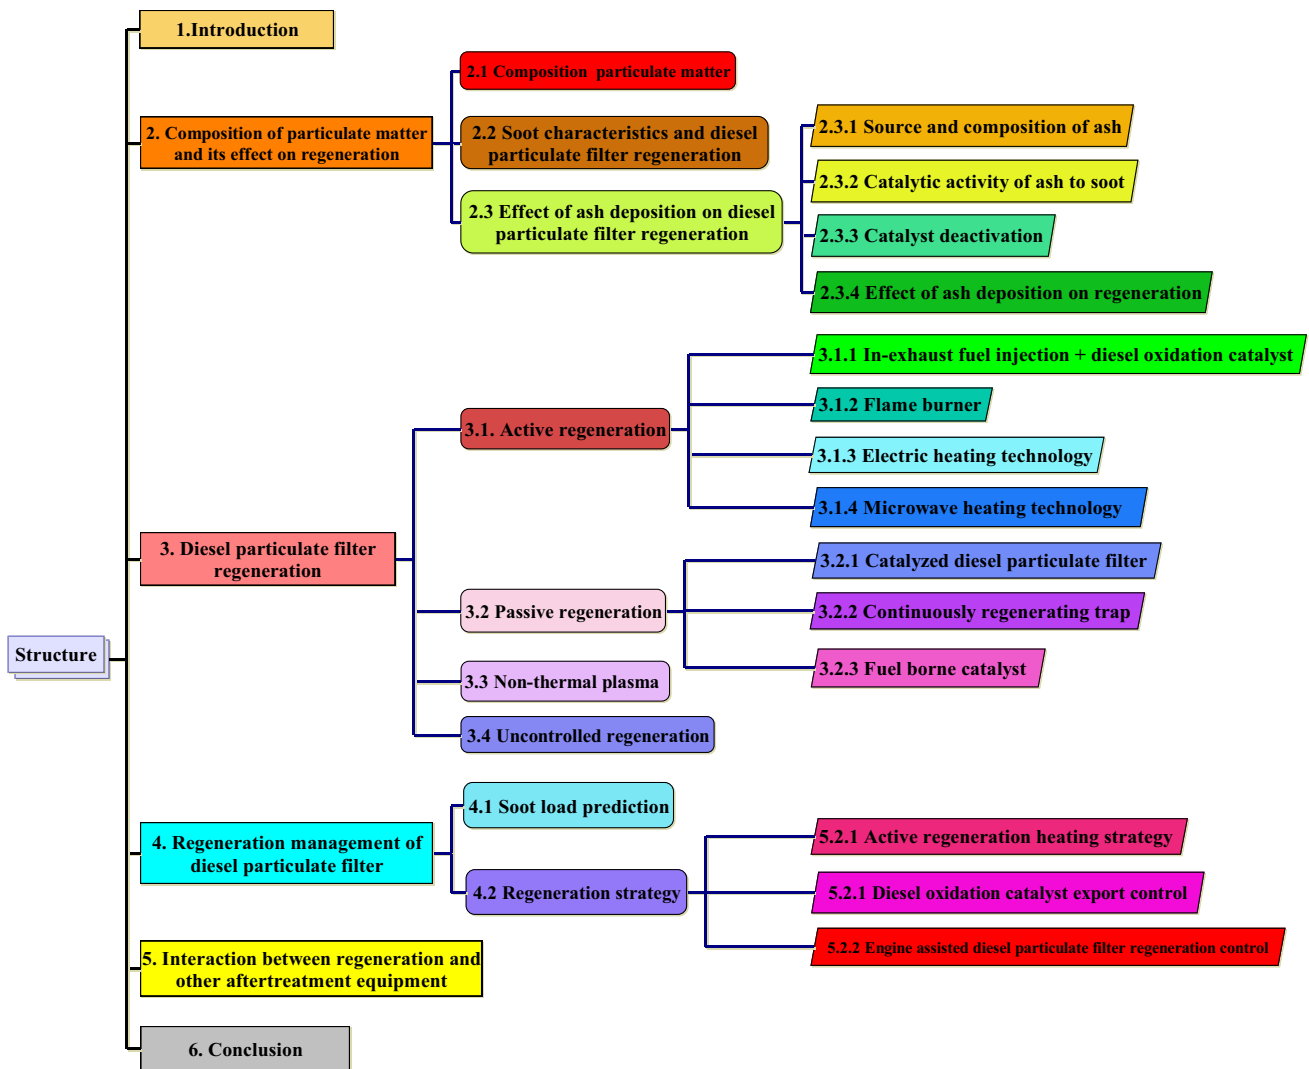 Structure
1.Introduction
2. Composition of particulate matter
and its effect on regeneration
2.1 Composition particulate matter
2.2 Soot characteristics and diesel
particulate filter regeneration
2.3 Effect of ash deposition on diesel
particulate filter regeneration
2.3.1 Source and composition of ash
2.3.2 Catalytic activity of ash to soot
2.3.3 Catalyst deactivation
2.3.4 Effect of ash deposition on regeneration
3. Diesel particulate filter
regeneration
3.1. Active regeneration
3.1.1 In-exhaust fuel injection + diesel oxidation catalyst
3.1.2 Flame burner
3.1.3 Electric heating technology
3.1.4 Microwave heating technology
3.2 Passive regeneration
3.2.1 Catalyzed diesel particulate filter
3.2.2 Continuously regenerating trap
3.2.3 Fuel borne catalyst
3.3 Non-thermal plasma
3.4 Uncontrolled regeneration
4. Regeneration management of
diesel particulate filter
4.1 Soot load prediction
4.2 Regeneration strategy
5.2.1 Active regeneration heating strategy
5.2.1 Diesel oxidation catalyst export control
5.2.2 Engine assisted diesel particulate filter regeneration control
5. Interaction between regeneration and
other aftertreatment equipment
6. Conclusion